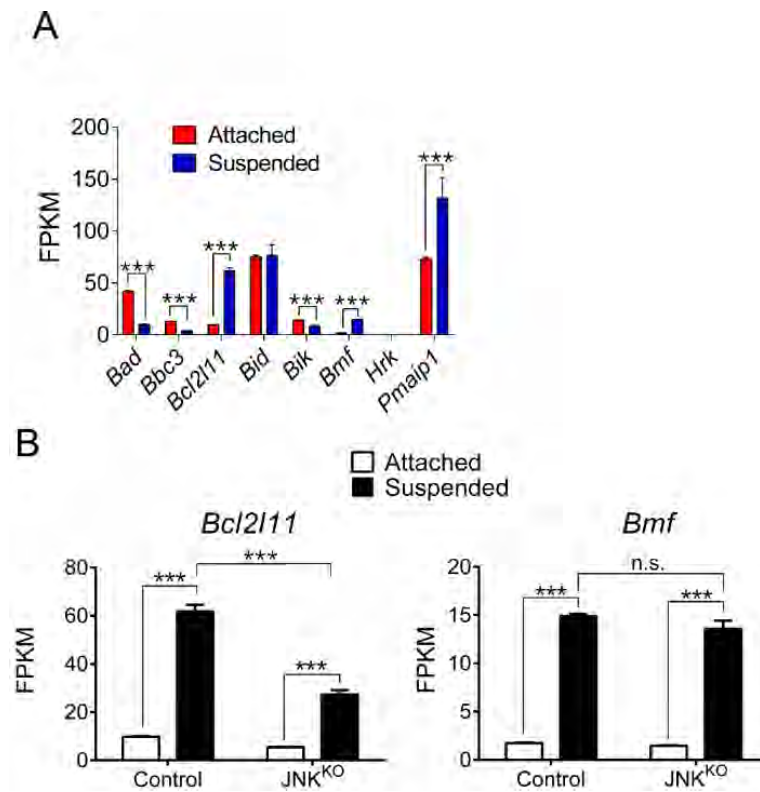 A
Attached
Suspended
FPKM
200
150
100
50
0
***
***
***
***
***
***
Bad
Bbc3
Bcl2l11
Bid
Bik
Bmf
Hrk
Pmaip1
B
Attached
Suspended
Bcl2l11
FPKM
80
60
40
20
0
***
***
***
Control
JNKKO
Bmf
FPKM
20
15
10
5
0
***
n.s.
***
Control
JNKKO